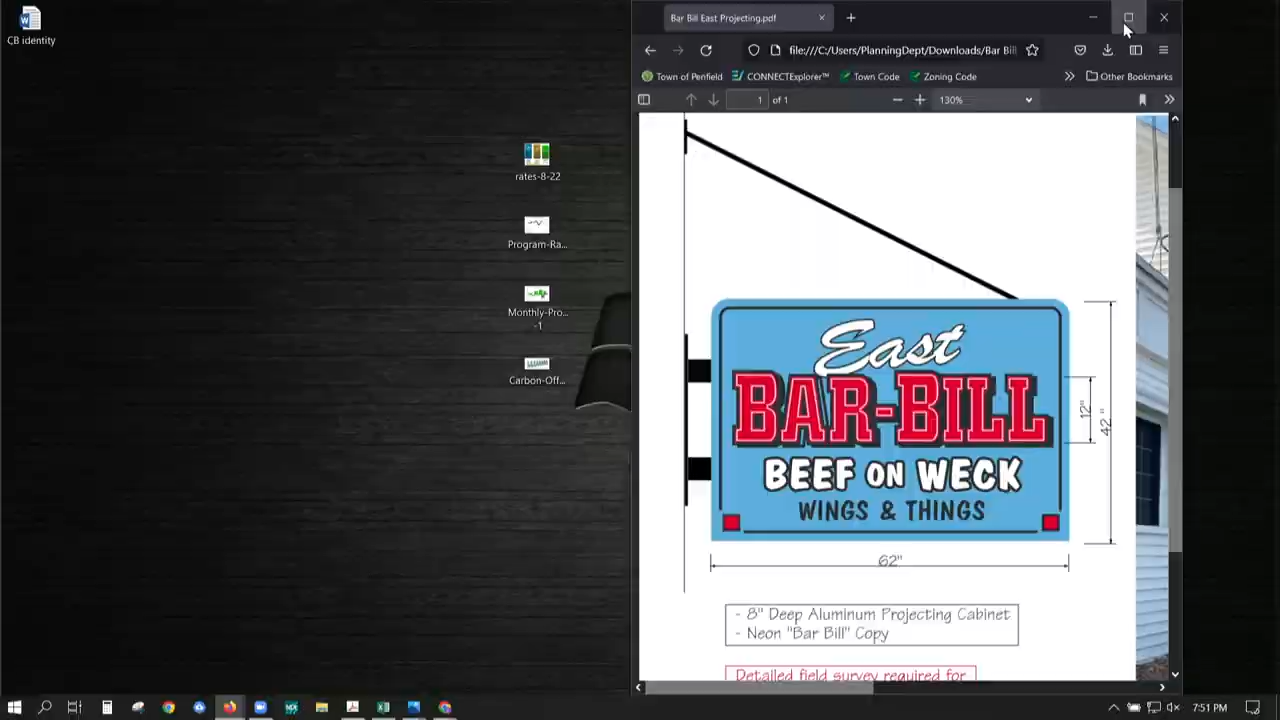 CB identity
rates-8-22
Program-Ra...
Monthly-Pro...
-1
Carbon-Off...
Bar Bill East Projecting.pdf
file:///C:/Users/PlanningDept/Downloads/Bar Bill
Town of Penfield
CONNECTExplorer™
Town Code
Zoning Code
Other Bookmarks
1 of 1
130%
East
BAR-BILL
BEEF ON WECK
WINGS & THINGS
12"
42"
62"
- 8" Deep Aluminum Projecting Cabinet
- Neon "Bar Bill" Copy
Detailed field survey required for
7:51 PM